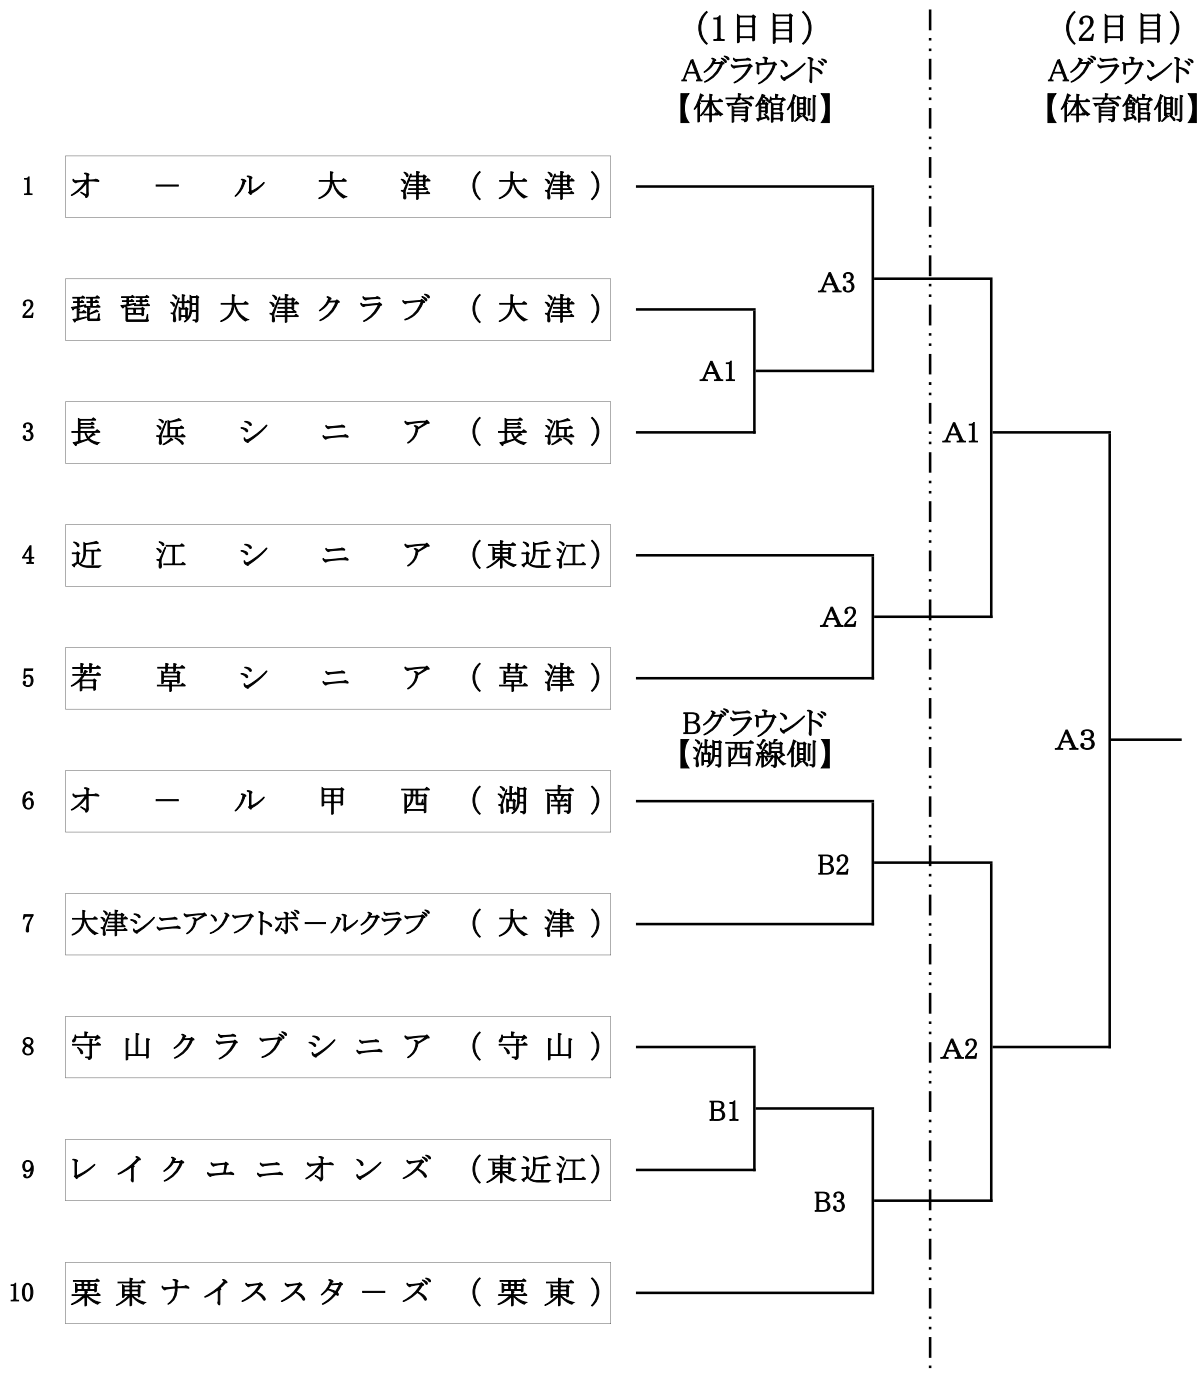 (1日目) (2日目)
Aグラウンド Aグラウンド
【体育館側】 【体育館側】
1 オール大津 (大津)
A3
2 琵琶湖大津クラブ (大津)
A1
3 長浜シニア (長浜)
A1
4 近江シニア (東近江)
A2
5 若草シニア (草津)
Bグラウンド
【湖西線側】
A3
6 オール甲西 (湖南)
B2
7 大津シニアソフトボールクラブ (大津)
8 守山クラブシニア (守山)
A2
B1
9 レイクユニオンズ (東近江)
B3
10 栗東ナイススターズ (栗東)